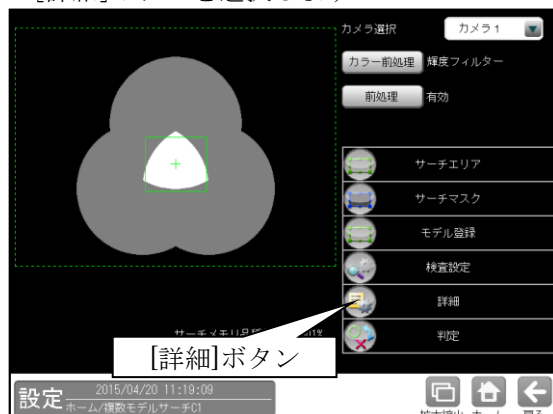 カメラ選択 カメラ1
カラー前処理 輝度フィルター
前処理 有効
サーチエリア
サーチマスク
モデル登録
検査設定
詳細
判定
[詳細]ボタン
設定 2015/04/20 11:19:09
ホーム/複数モデルサーチC1
ホーム